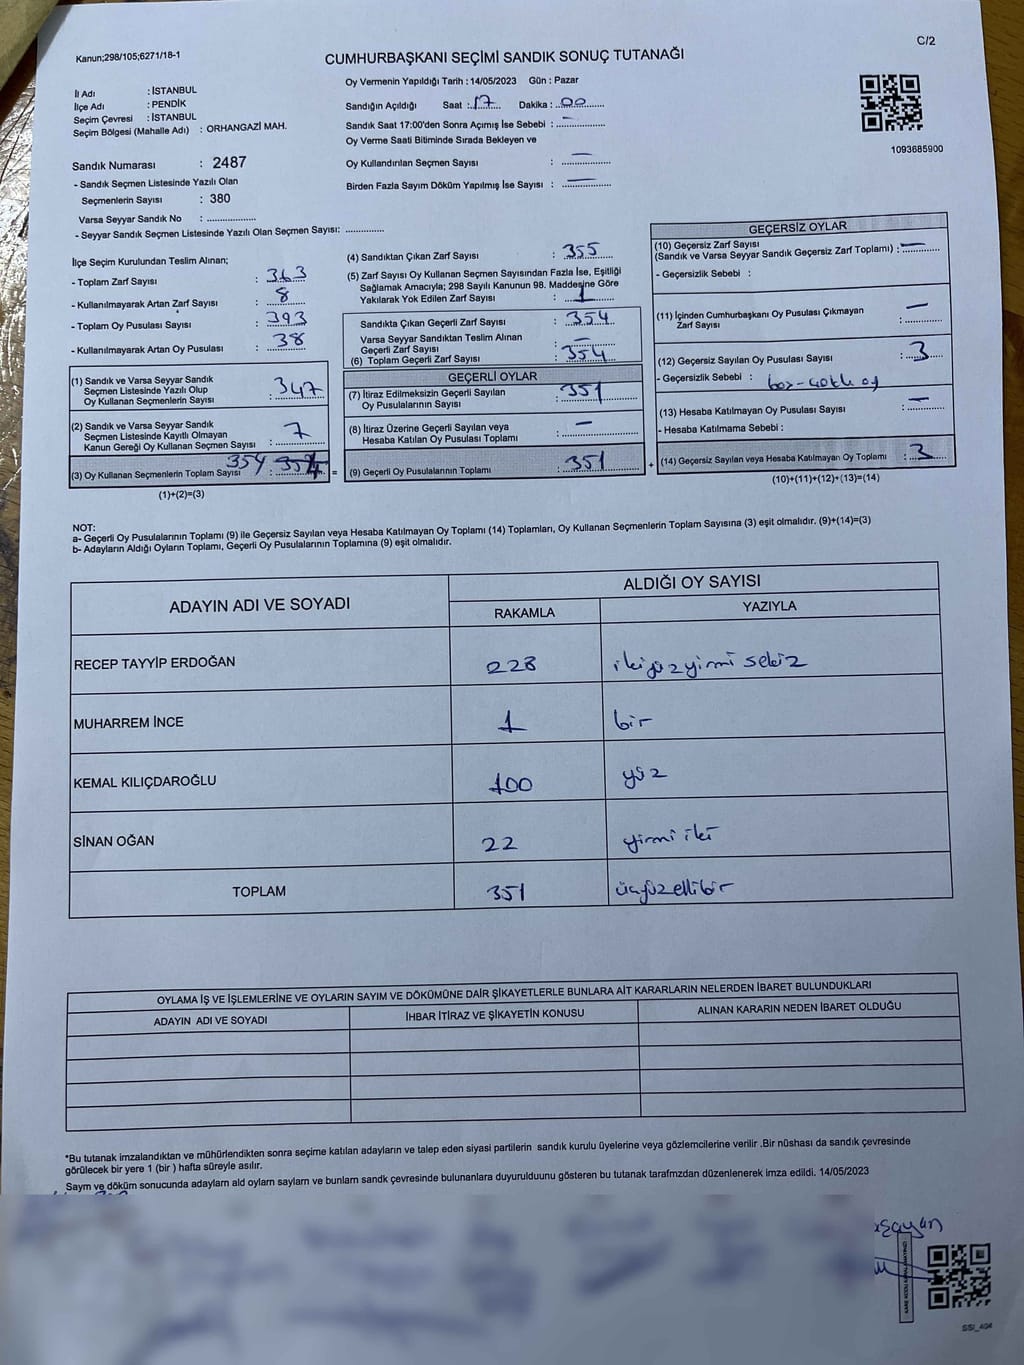 C/2
Kanun;298/105;6271/18-1
CUMHURBAŞKANI SEÇİMİ SANDIK SONUÇ TUTANAĞI
İl Adı : İSTANBUL
İlçe Adı : PENDİK
Seçim Çevresi : İSTANBUL
Seçim Bölgesi (Mahalle Adı) : ORHANGAZİ MAH.
Sandık Numarası : 2487
- Sandık Seçmen Listesinde Yazılı Olan
Seçmenlerin Sayısı : 380
Varsa Seyyar Sandık No : ................
- Seyyar Sandık Seçmen Listesinde Yazılı Olan Seçmen Sayısı: ..............
Oy Vermenin Yapıldığı Tarih : 14/05/2023 Gün : Pazar
Sandığın Açıldığı Saat : 17 Dakika : 00
Sandık Saat 17:00'den Sonra Açımış İse Sebebi : —
Oy Verme Saati Bitiminde Sırada Bekleyen ve
Oy Kullandırılan Seçmen Sayısı : —
Birden Fazla Sayım Döküm Yapılmış İse Sayısı : —
1093685900
İlçe Seçim Kurulundan Teslim Alınan;
- Toplam Zarf Sayısı : 363
- Kullanılmayarak Artan Zarf Sayısı : 8
- Toplam Oy Pusulası Sayısı : 393
- Kullanılmayarak Artan Oy Pusulası : 38
(1) Sandık ve Varsa Seyyar Sandık
Seçmen Listesinde Yazılı Olup
Oy Kullanan Seçmenlerin Sayısı : 347
(2) Sandık ve Varsa Seyyar Sandık
Seçmen Listesinde Kayıtlı Olmayan
Kanun Gereği Oy Kullanan Seçmen Sayısı : 7
(3) Oy Kullanan Seçmenlerin Toplam Sayısı : 354 354 =
(1)+(2)=(3)
(4) Sandıktan Çıkan Zarf Sayısı : 355
(5) Zarf Sayısı Oy Kullanan Seçmen Sayısından Fazla İse, Eşitliği
Sağlamak Amacıyla; 298 Sayılı Kanunun 98. Maddesine Göre
Yakılarak Yok Edilen Zarf Sayısı : 1
Sandıkta Çıkan Geçerli Zarf Sayısı : 354
Varsa Seyyar Sandıktan Teslim Alınan
Geçerli Zarf Sayısı : —
(6) Toplam Geçerli Zarf Sayısı : 354
GEÇERLİ OYLAR
(7) İtiraz Edilmeksizin Geçerli Sayılan
Oy Pusulalarının Sayısı : 351
(8) İtiraz Üzerine Geçerli Sayılan veya
Hesaba Katılan Oy Pusulası Toplamı : —
(9) Geçerli Oy Pusulalarının Toplamı : 351 +
GEÇERSİZ OYLAR
(10) Geçersiz Zarf Sayısı
(Sandık ve Varsa Seyyar Sandık Geçersiz Zarf Toplamı) : —
- Geçersizlik Sebebi :
(11) İçinden Cumhurbaşkanı Oy Pusulası Çıkmayan
Zarf Sayısı : —
(12) Geçersiz Sayılan Oy Pusulası Sayısı : 3
- Geçersizlik Sebebi : boş - oy
(13) Hesaba Katılmayan Oy Pusulası Sayısı : —
- Hesaba Katılmama Sebebi :
(14) Geçersiz Sayılan veya Hesaba Katılmayan Oy Toplamı : 3
(10)+(11)+(12)+(13)=(14)
NOT:
a- Geçerli Oy Pusulalarının Toplamı (9) ile Geçersiz Sayılan veya Hesaba Katılmayan Oy Toplamı (14) Toplamları, Oy Kullanan Seçmenlerin Toplam Sayısına (3) eşit olmalıdır. (9)+(14)=(3)
b- Adayların Aldığı Oyların Toplamı, Geçerli Oy Pusulalarının Toplamına (9) eşit olmalıdır.
ADAYIN ADI VE SOYADI ALDIĞI OY SAYISI
RAKAMLA YAZIYLA
RECEP TAYYİP ERDOĞAN 228 ikiyüzyirmi sekiz
MUHARREM İNCE 1 bir
KEMAL KILIÇDAROĞLU 100 yüz
SİNAN OĞAN 22 yirmi iki
TOPLAM 351 üçyüzellibir
OYLAMA İŞ VE İŞLEMLERİNE VE OYLARIN SAYIM VE DÖKÜMÜNE DAİR ŞİKAYETLERLE BUNLARA AİT KARARLARIN NELERDEN İBARET BULUNDUKLARI
ADAYIN ADI VE SOYADI İHBAR İTİRAZ VE ŞİKAYETİN KONUSU ALINAN KARARIN NEDEN İBARET OLDUĞU
*Bu tutanak imzalandıktan ve mühürlendikten sonra seçime katılan adayların ve talep eden siyasi partilerin sandık kurulu üyelerine veya gözlemcilerine verilir .Bir nüshası da sandık çevresinde
görülecek bir yere 1 (bir ) hafta süreyle asılır.
Saym ve döküm sonucunda adaylarn ald oylarn saylarn ve bunlarn sandk çevresinde bulunanlara duyurulduunu gösteren bu tutanak tarafmzdan düzenlenerek imza edildi. 14/05/2023
SSI_404